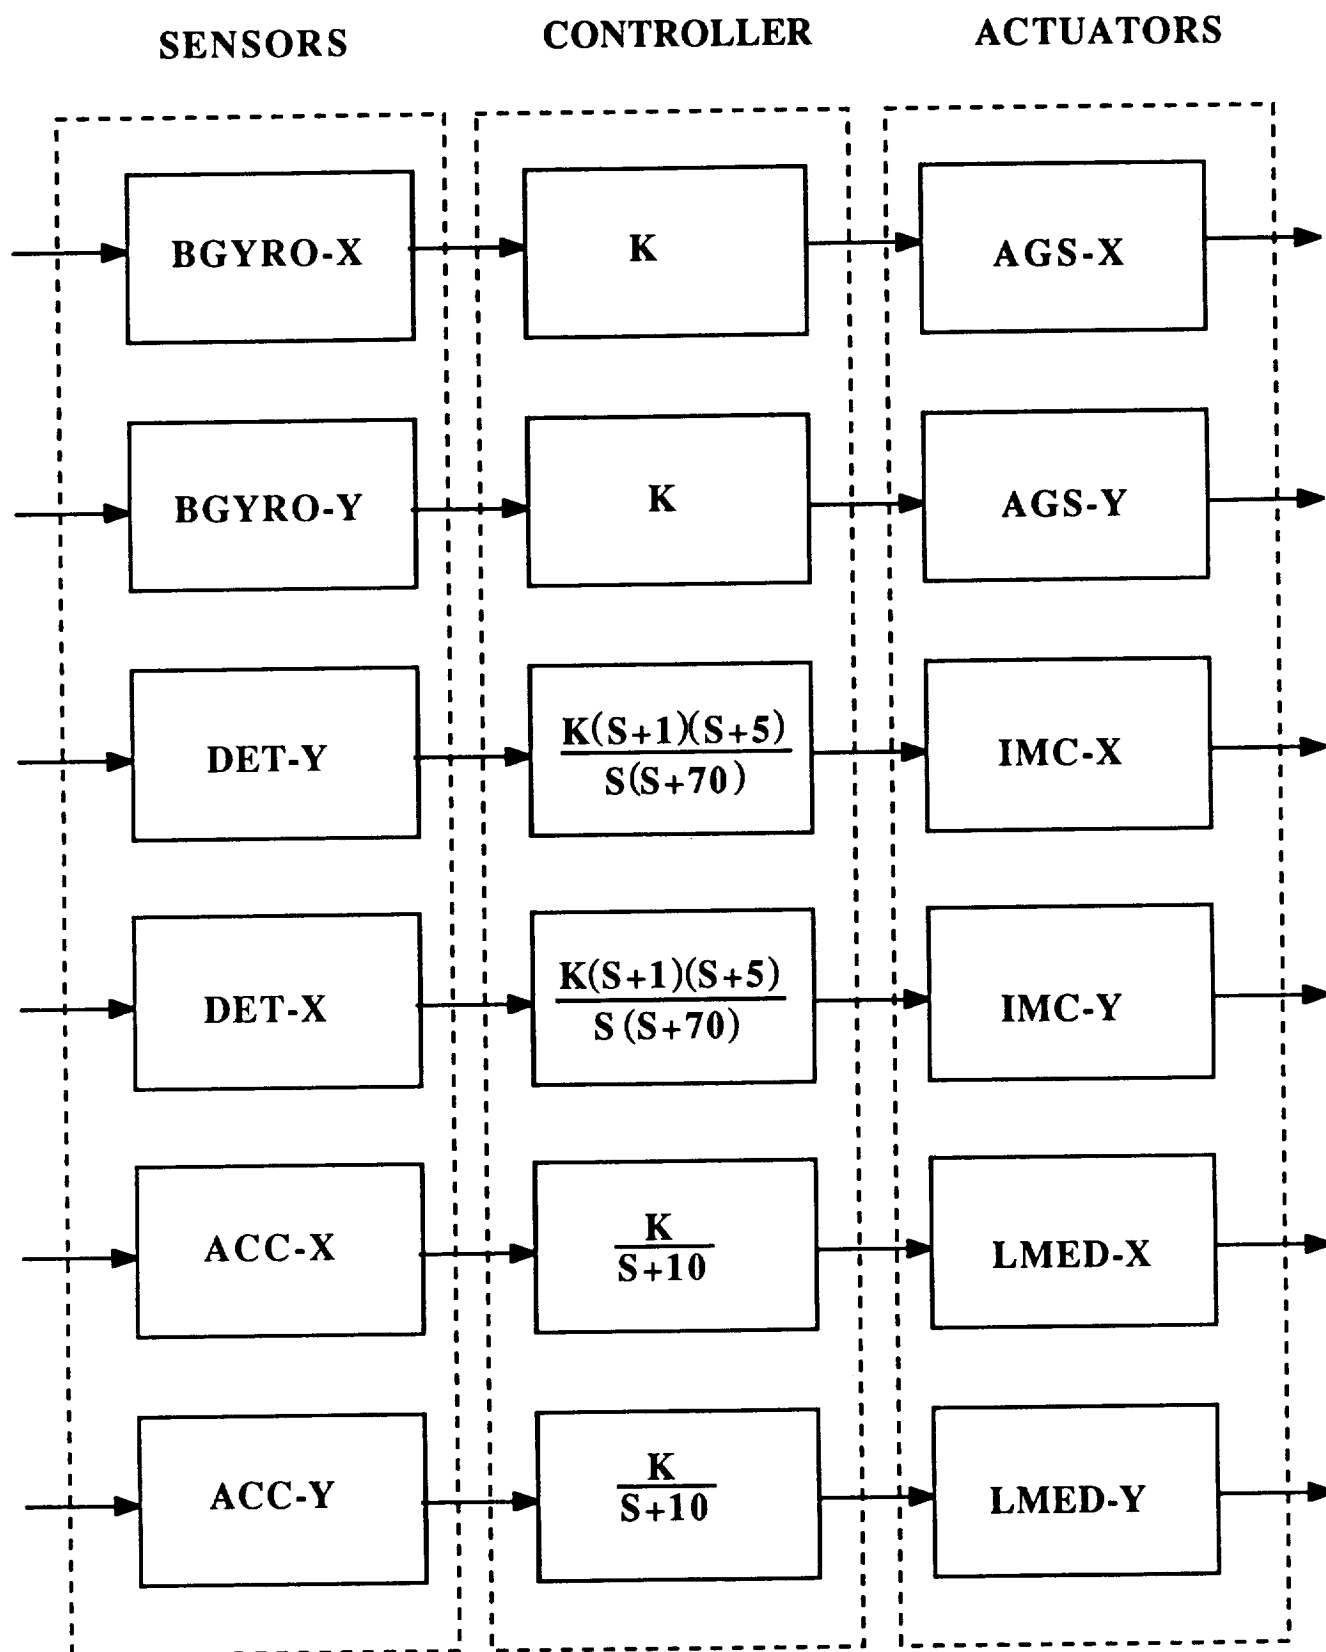 SENSORS CONTROLLER ACTUATORS
BGYRO-X K AGS-X
BGYRO-Y K AGS-Y
DET-Y K(S+1)(S+5) IMC-X
S(S+70)
DET-X K(S+1)(S+5) IMC-Y
S(S+70)
ACC-X K LMED-X
S+10
ACC-Y K LMED-Y
S+10